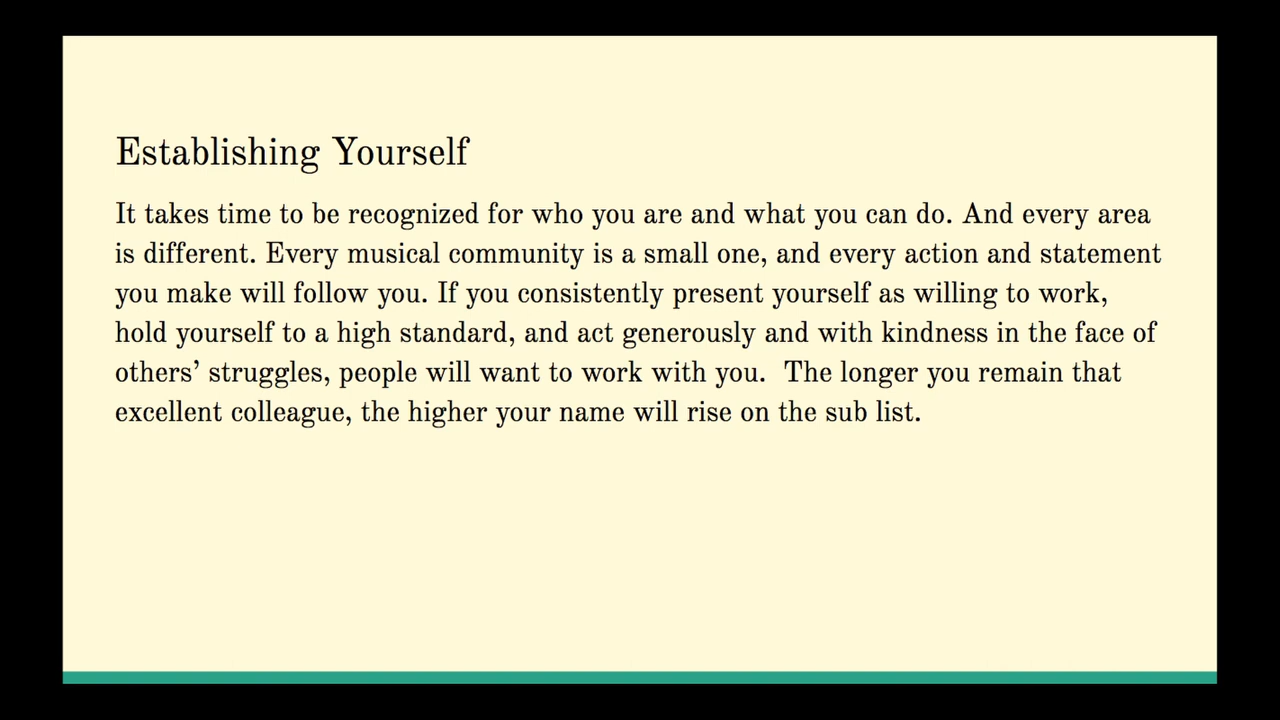 Establishing Yourself
It takes time to be recognized for who you are and what you can do. And every area
is different. Every musical community is a small one, and every action and statement
you make will follow you. If you consistently present yourself as willing to work,
hold yourself to a high standard, and act generously and with kindness in the face of
others’ struggles, people will want to work with you.  The longer you remain that
excellent colleague, the higher your name will rise on the sub list.